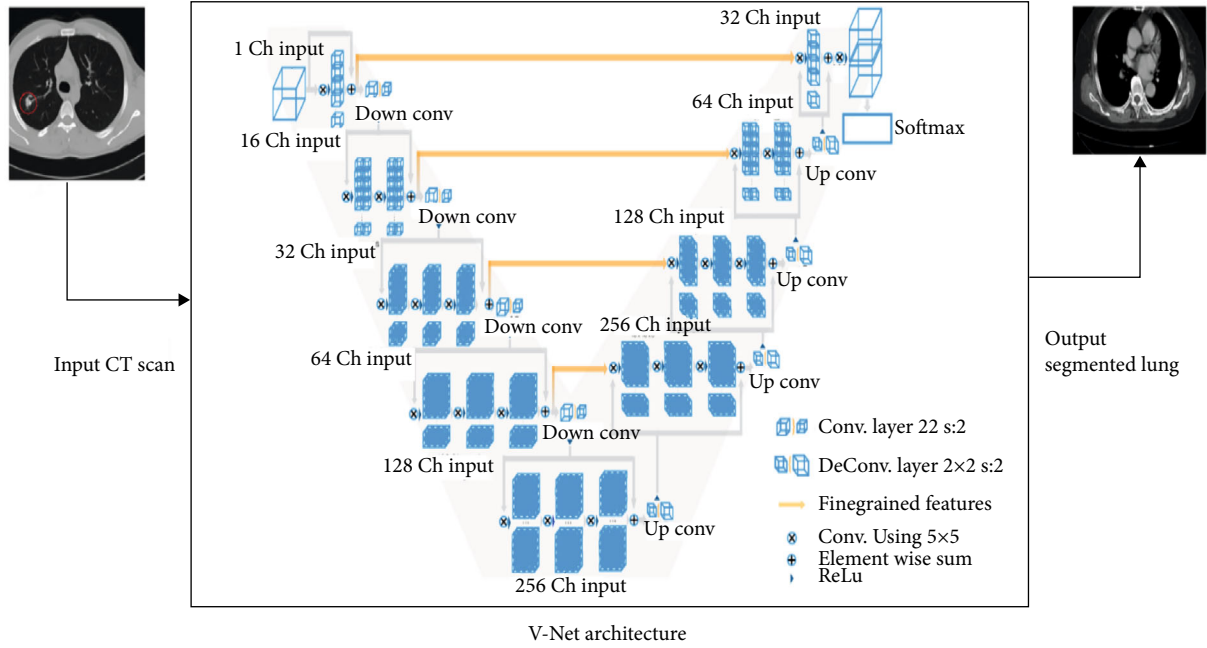 1 Ch input
Down conv
16 Ch input
Down conv
32 Ch input
Down conv
64 Ch input
Down conv
128 Ch input
256 Ch input
Up conv
256 Ch input
Up conv
128 Ch input
Up conv
64 Ch input
Up conv
32 Ch input
Softmax
Input CT scan
Output
segmented lung
Conv. layer 22 s:2
DeConv. layer 2×2 s:2
Finegrained features
Conv. Using 5×5
Element wise sum
ReLu
V-Net architecture